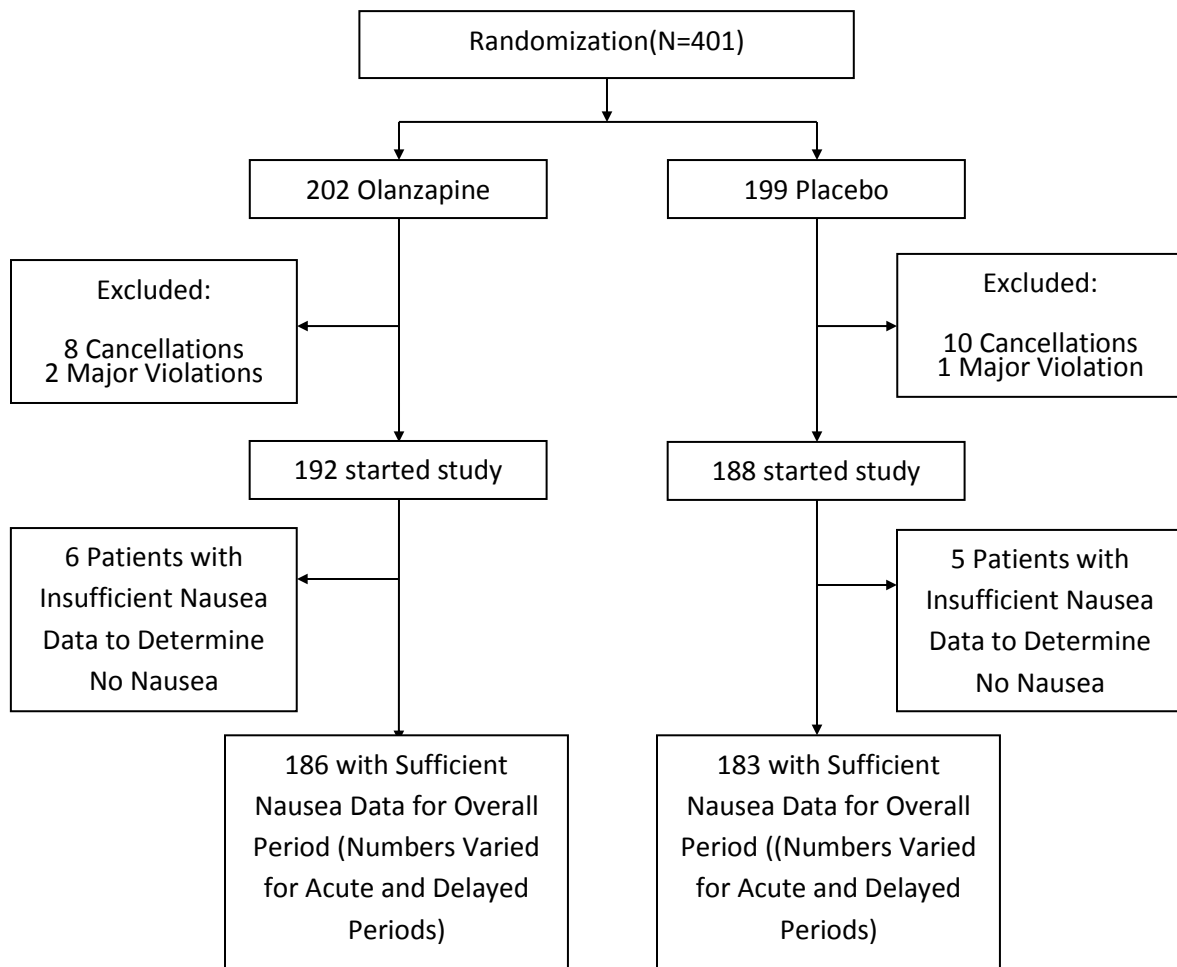 Randomization(N=401)
202 Olanzapine
199 Placebo
Excluded:
8 Cancellations
2 Major Violations
Excluded:
10 Cancellations
1 Major Violation
192 started study
188 started study
6 Patients with
Insufficient Nausea
Data to Determine
No Nausea
5 Patients with
Insufficient Nausea
Data to Determine
No Nausea
186 with Sufficient
Nausea Data for Overall
Period (Numbers Varied
for Acute and Delayed
Periods)
183 with Sufficient
Nausea Data for Overall
Period ((Numbers Varied
for Acute and Delayed
Periods)